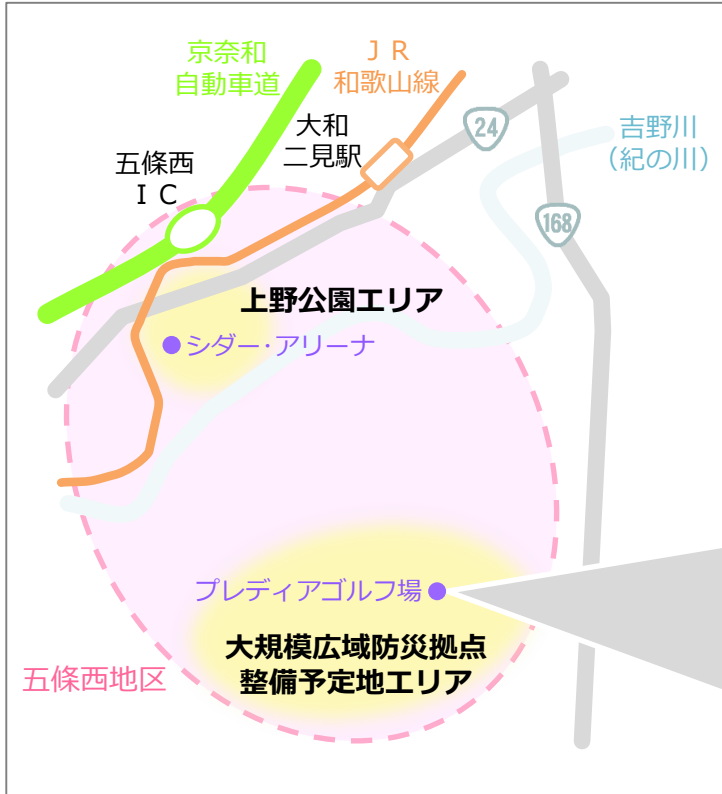 京奈和
自動車道
ＪＲ
和歌山線
大和
二見駅
24
吉野川
（紀の川）
五條西
ＩＣ
168
上野公園エリア
シダー・アリーナ
プレディアゴルフ場
大規模広域防災拠点
整備予定地エリア
五條西地区